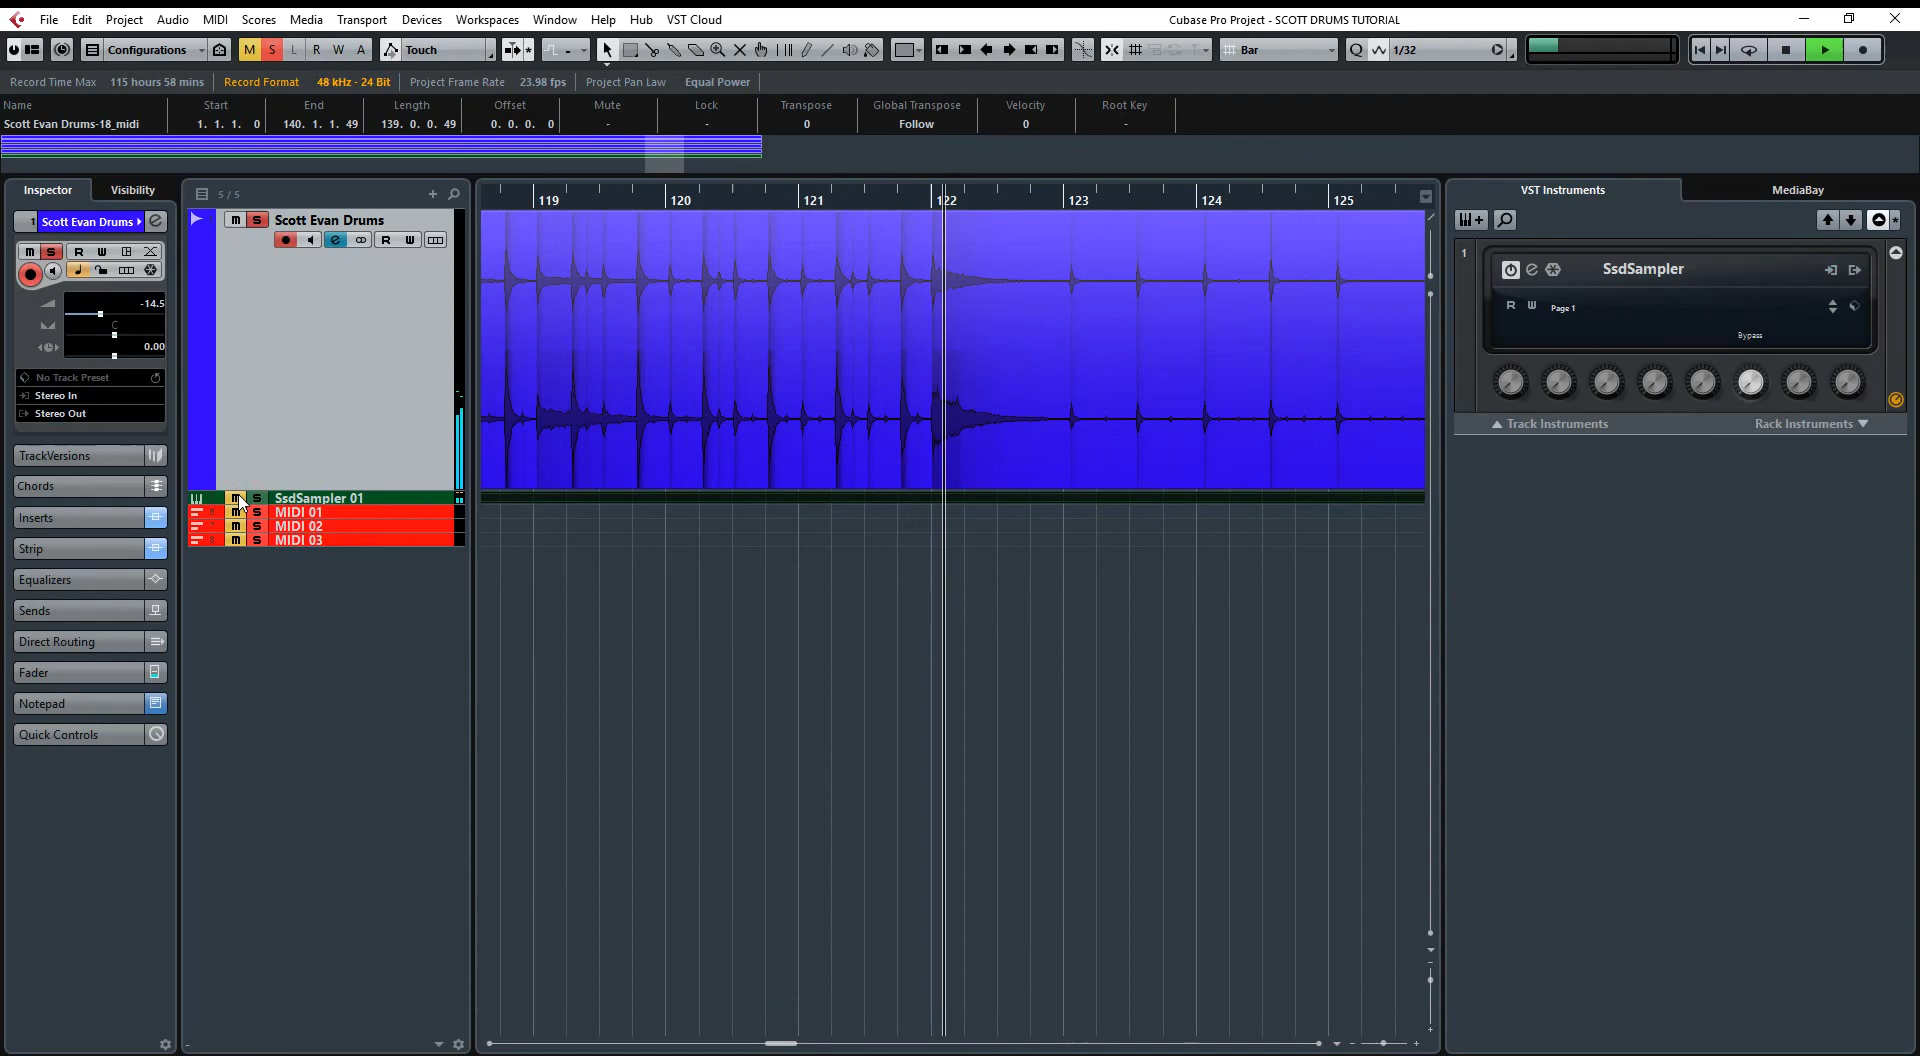 File Edit Project Audio MIDI Scores Media Transport Devices Workspaces Window Help Hub VST Cloud
Cubase Pro Project - SCOTT DRUMS TUTORIAL
Configurations M S L R W A Touch Bar Q 1/32
Record Time Max 115 hours 58 mins Record Format 48 kHz - 24 Bit Project Frame Rate 23.98 fps Project Pan Law Equal Power
Name Start End Length Offset Mute Lock Transpose Global Transpose Velocity Root Key
Scott Evan Drums-18_midi 1. 1. 1. 0 140. 1. 1. 49 139. 0. 0. 49 0. 0. 0. 0 - - 0 Follow 0 -
Inspector Visibility
5 / 5
119 120 121 122 123 124 125
VST Instruments MediaBay
1 Scott Evan Drums
m S R W
-14.5
C
0.00
No Track Preset
Stereo In
Stereo Out
TrackVersions
Chords
Inserts
Strip
Equalizers
Sends
Direct Routing
Fader
Notepad
Quick Controls
m S Scott Evan Drums
e R W
m S SsdSampler 01
6 m S MIDI 01
7 m S MIDI 02
8 m S MIDI 03
1
SsdSampler
R W Page 1
Bypass
Track Instruments Rack Instruments